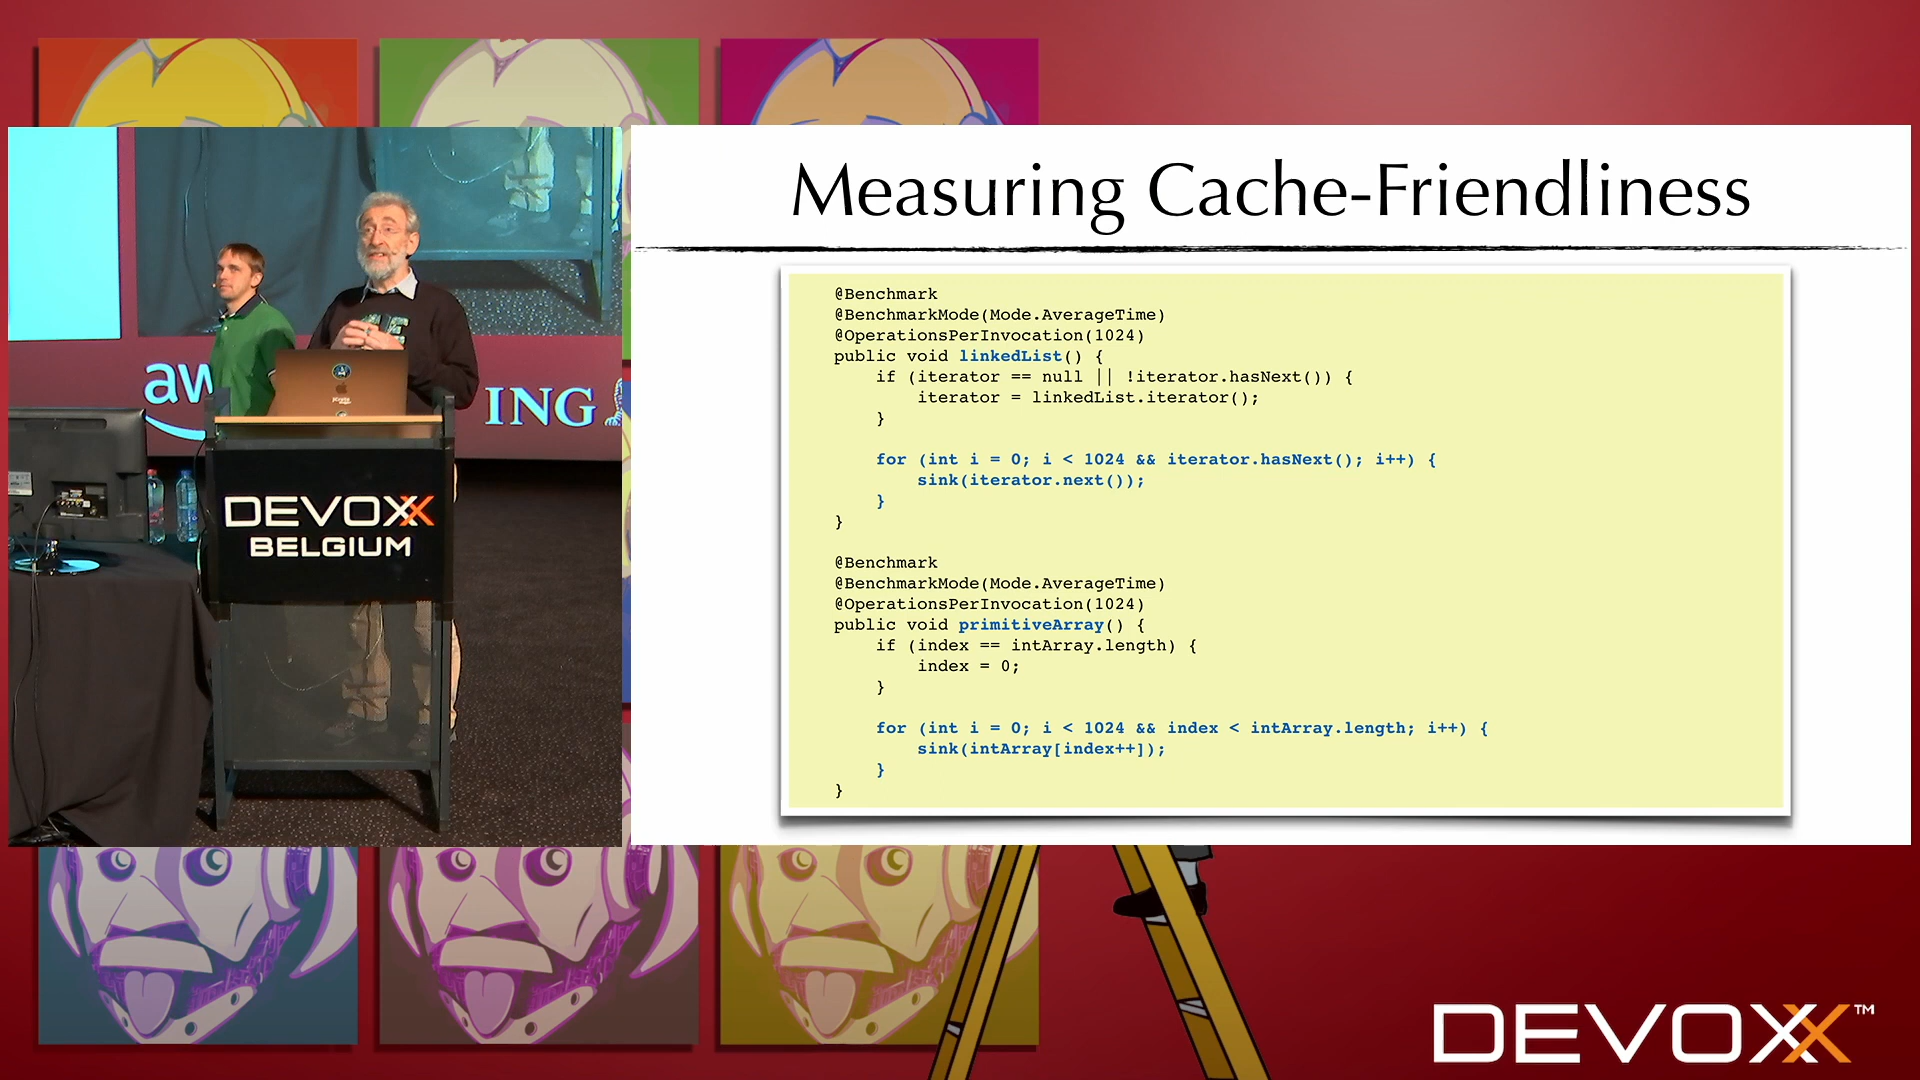 Measuring Cache-Friendliness
@Benchmark
@BenchmarkMode(Mode.AverageTime)
@OperationsPerInvocation(1024)
public void linkedList() {
    if (iterator == null || !iterator.hasNext()) {
        iterator = linkedList.iterator();
    }
    for (int i = 0; i < 1024 && iterator.hasNext(); i++) {
        sink(iterator.next());
    }
}
@Benchmark
@BenchmarkMode(Mode.AverageTime)
@OperationsPerInvocation(1024)
public void primitiveArray() {
    if (index == intArray.length) {
        index = 0;
    }
    for (int i = 0; i < 1024 && index < intArray.length; i++) {
        sink(intArray[index++]);
    }
}
aw
ING
DEVOXX
BELGIUM
DEVOXX™